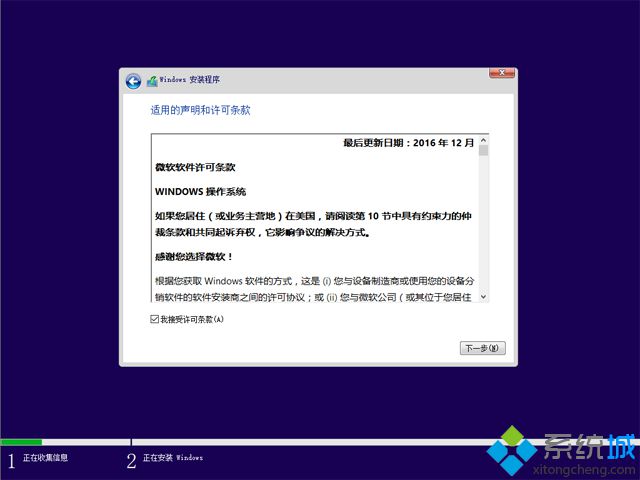 Windows 安装程序
适用的声明和许可条款
最后更新日期：2016 年 12 月
微软软件许可条款
WINDOWS 操作系统
如果您居住（或业务主营地）在美国，请阅读第 10 节中具有约束力的仲
裁条款和共同起诉弃权，它影响争议的解决方式。
感谢您选择微软！
根据您获取 Windows 软件的方式，这是 (i) 您与设备制造商或使用您的设备分
销软件的软件安装商之间的许可协议；或 (ii) 您与微软公司（或其位于您居住
我接受许可条款(A)
下一步(N)
1 正在收集信息
2 正在安装 Windows
系统城
xitongcheng.com